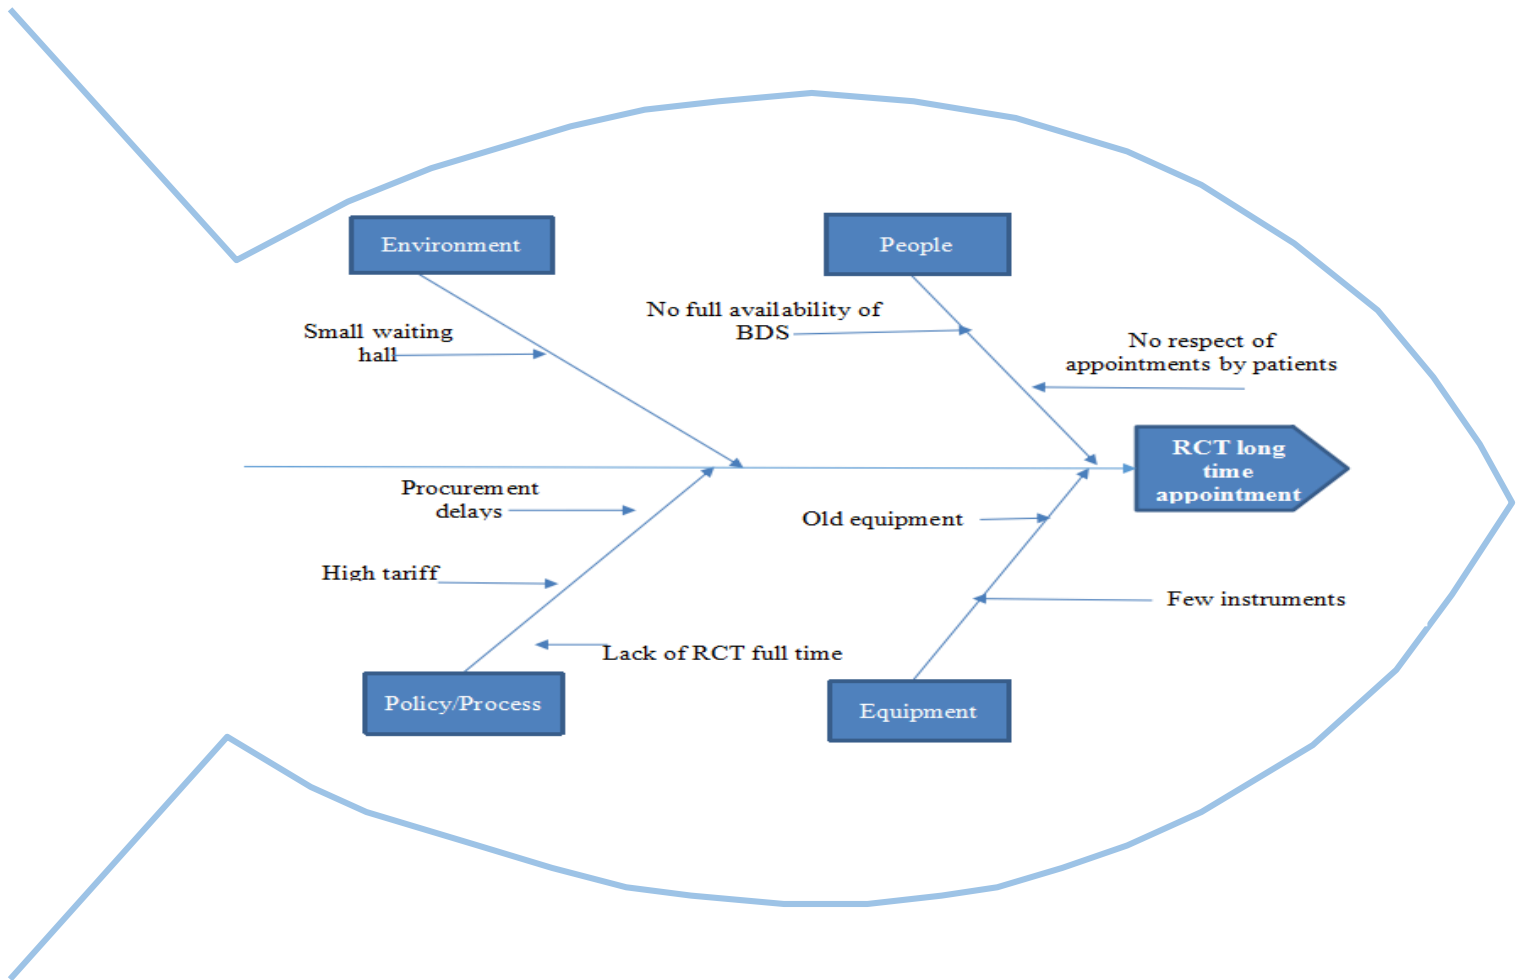 Environment
People
No full availability of
BDS
Small waiting
hall
No respect of
appointments by patients
RCT long
time
appointment
Procurement
delays
Old equipment
High tariff
Few instruments
Lack of RCT full time
Policy/Process
Equipment